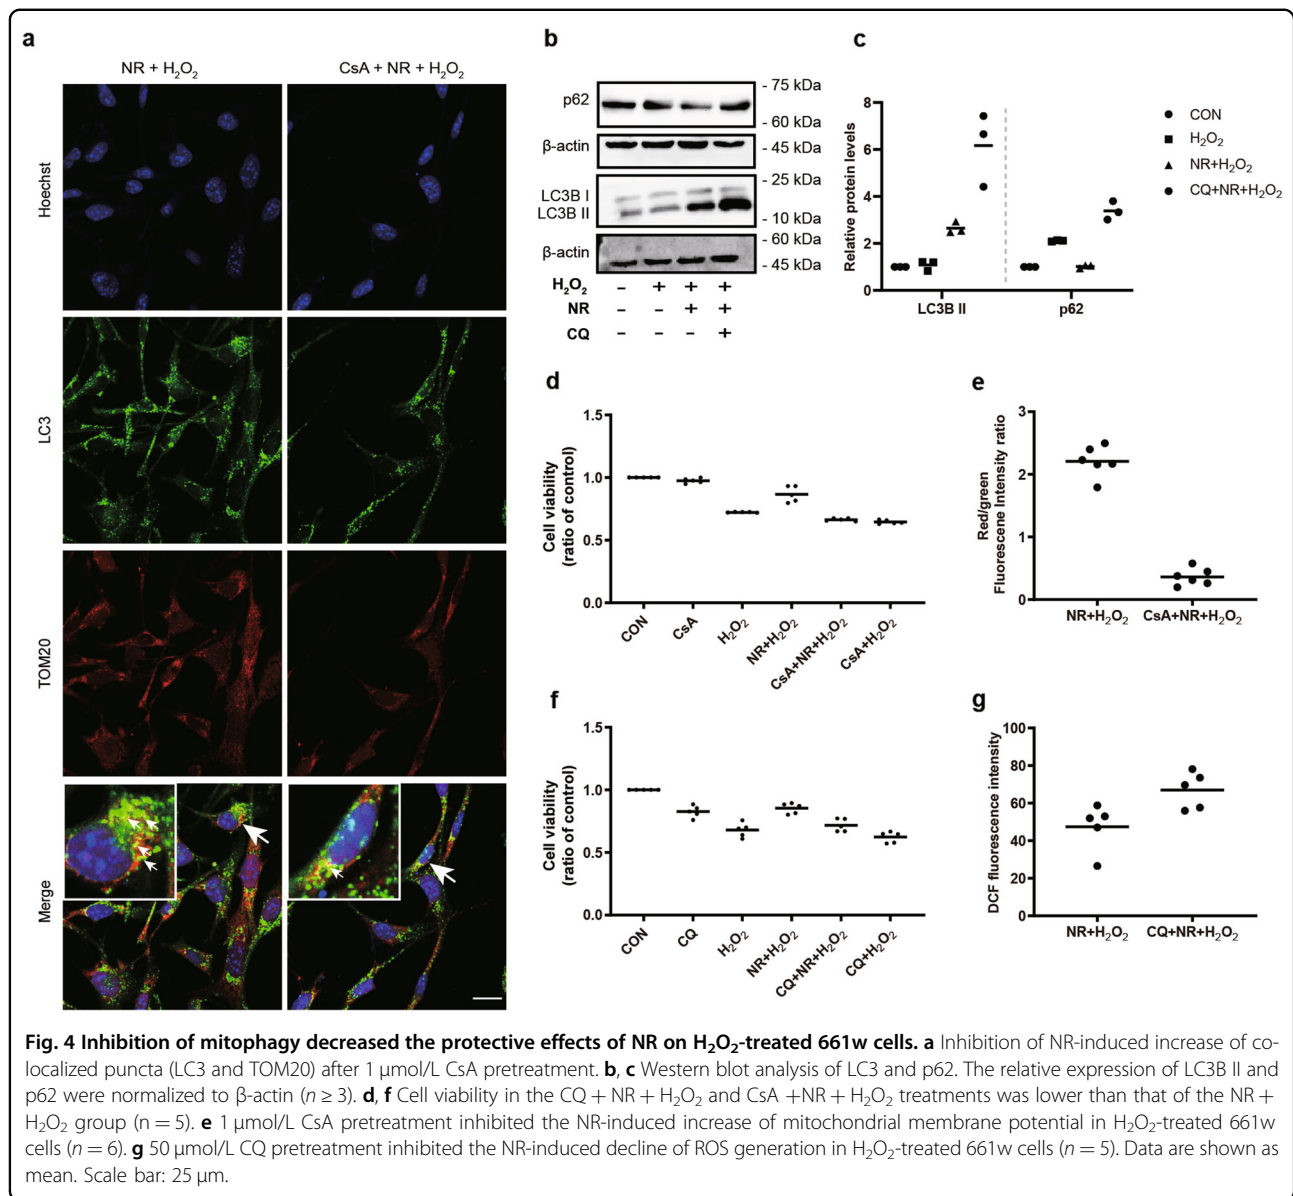 a
NR + H₂O₂
CsA + NR + H₂O₂
Hoechst
LC3
TOM20
Merge
b
p62
- 75 kDa
- 60 kDa
β-actin
- 45 kDa
LC3B I
LC3B II
- 25 kDa
- 10 kDa
β-actin
- 60 kDa
- 45 kDa
H₂O₂ – + + +
NR – – + +
CQ – – – +
c
Relative protein levels
8
6
4
2
0
LC3B II
p62
CON
H₂O₂
NR+H₂O₂
CQ+NR+H₂O₂
d
Cell viability
(ratio of control)
1.5
1.0
0.5
0.0
CON
CsA
H₂O₂
NR+H₂O₂
CsA+NR+H₂O₂
CsA+H₂O₂
e
Red/green
Fluorescene Intensity ratio
3
2
1
0
NR+H₂O₂
CsA+NR+H₂O₂
f
Cell viability
(ratio of control)
1.5
1.0
0.5
0.0
CON
CQ
H₂O₂
NR+H₂O₂
CQ+NR+H₂O₂
CQ+H₂O₂
g
DCF fluorescence intensity
100
80
60
40
20
0
NR+H₂O₂
CQ+NR+H₂O₂
Fig. 4 Inhibition of mitophagy decreased the protective effects of NR on H₂O₂-treated 661w cells. a Inhibition of NR-induced increase of co-
localized puncta (LC3 and TOM20) after 1 μmol/L CsA pretreatment. b, c Western blot analysis of LC3 and p62. The relative expression of LC3B II and
p62 were normalized to β-actin (n ≥ 3). d, f Cell viability in the CQ + NR + H₂O₂ and CsA +NR + H₂O₂ treatments was lower than that of the NR +
H₂O₂ group (n = 5). e 1 μmol/L CsA pretreatment inhibited the NR-induced increase of mitochondrial membrane potential in H₂O₂-treated 661w
cells (n = 6). g 50 μmol/L CQ pretreatment inhibited the NR-induced decline of ROS generation in H₂O₂-treated 661w cells (n = 5). Data are shown as
mean. Scale bar: 25 μm.